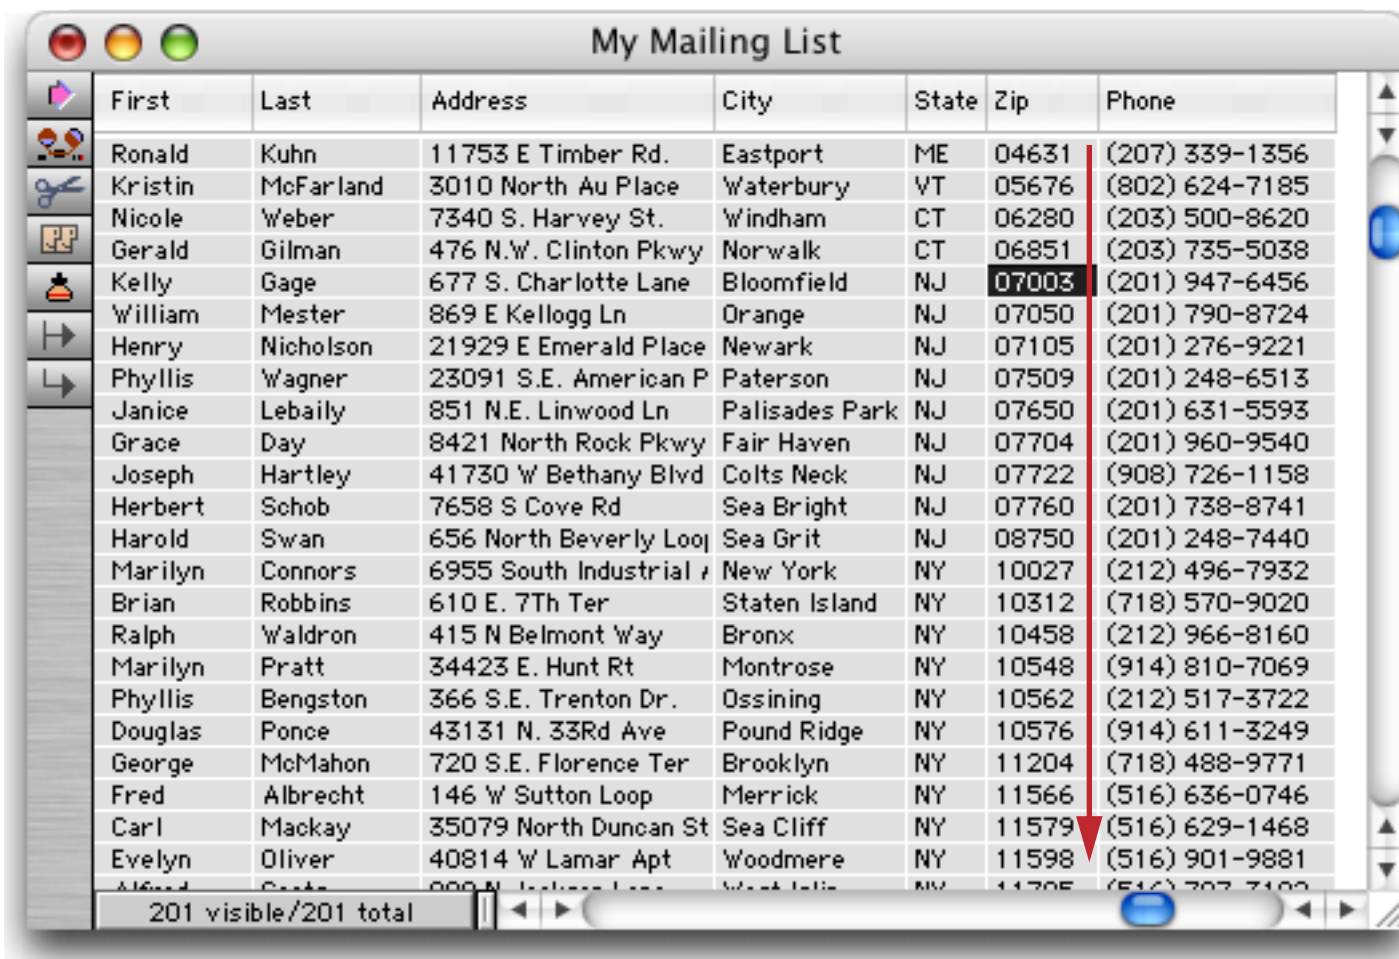 My Mailing List
First Last Address City State Zip Phone
Ronald Kuhn 11753 E Timber Rd. Eastport ME 04631 (207) 339-1356
Kristin McFarland 3010 North Au Place Waterbury VT 05676 (802) 624-7185
Nicole Weber 7340 S. Harvey St. Windham CT 06280 (203) 500-8620
Gerald Gilman 476 N.W. Clinton Pkwy Norwalk CT 06851 (203) 735-5038
Kelly Gage 677 S. Charlotte Lane Bloomfield NJ 07003 (201) 947-6456
William Mester 869 E Kellogg Ln Orange NJ 07050 (201) 790-8724
Henry Nicholson 21929 E Emerald Place Newark NJ 07105 (201) 276-9221
Phyllis Wagner 23091 S.E. American P Paterson NJ 07509 (201) 248-6513
Janice Lebaily 851 N.E. Linwood Ln Palisades Park NJ 07650 (201) 631-5593
Grace Day 8421 North Rock Pkwy Fair Haven NJ 07704 (201) 960-9540
Joseph Hartley 41730 W Bethany Blvd Colts Neck NJ 07722 (908) 726-1158
Herbert Schob 7658 S Cove Rd Sea Bright NJ 07760 (201) 738-8741
Harold Swan 656 North Beverly Loop Sea Grit NJ 08750 (201) 248-7440
Marilyn Connors 6955 South Industrial New York NY 10027 (212) 496-7932
Brian Robbins 610 E. 7Th Ter Staten Island NY 10312 (718) 570-9020
Ralph Waldron 415 N Belmont Way Bronx NY 10458 (212) 966-8160
Marilyn Pratt 34423 E. Hunt Rt Montrose NY 10548 (914) 810-7069
Phyllis Bengston 366 S.E. Trenton Dr. Ossining NY 10562 (212) 517-3722
Douglas Ponce 43131 N. 33Rd Ave Pound Ridge NY 10576 (914) 611-3249
George McMahon 720 S.E. Florence Ter Brooklyn NY 11204 (718) 488-9771
Fred Albrecht 146 W Sutton Loop Merrick NY 11566 (516) 636-0746
Carl Mackay 35079 North Duncan St Sea Cliff NY 11579 (516) 629-1468
Evelyn Oliver 40814 W Lamar Apt Woodmere NY 11598 (516) 901-9881
201 visible/201 total